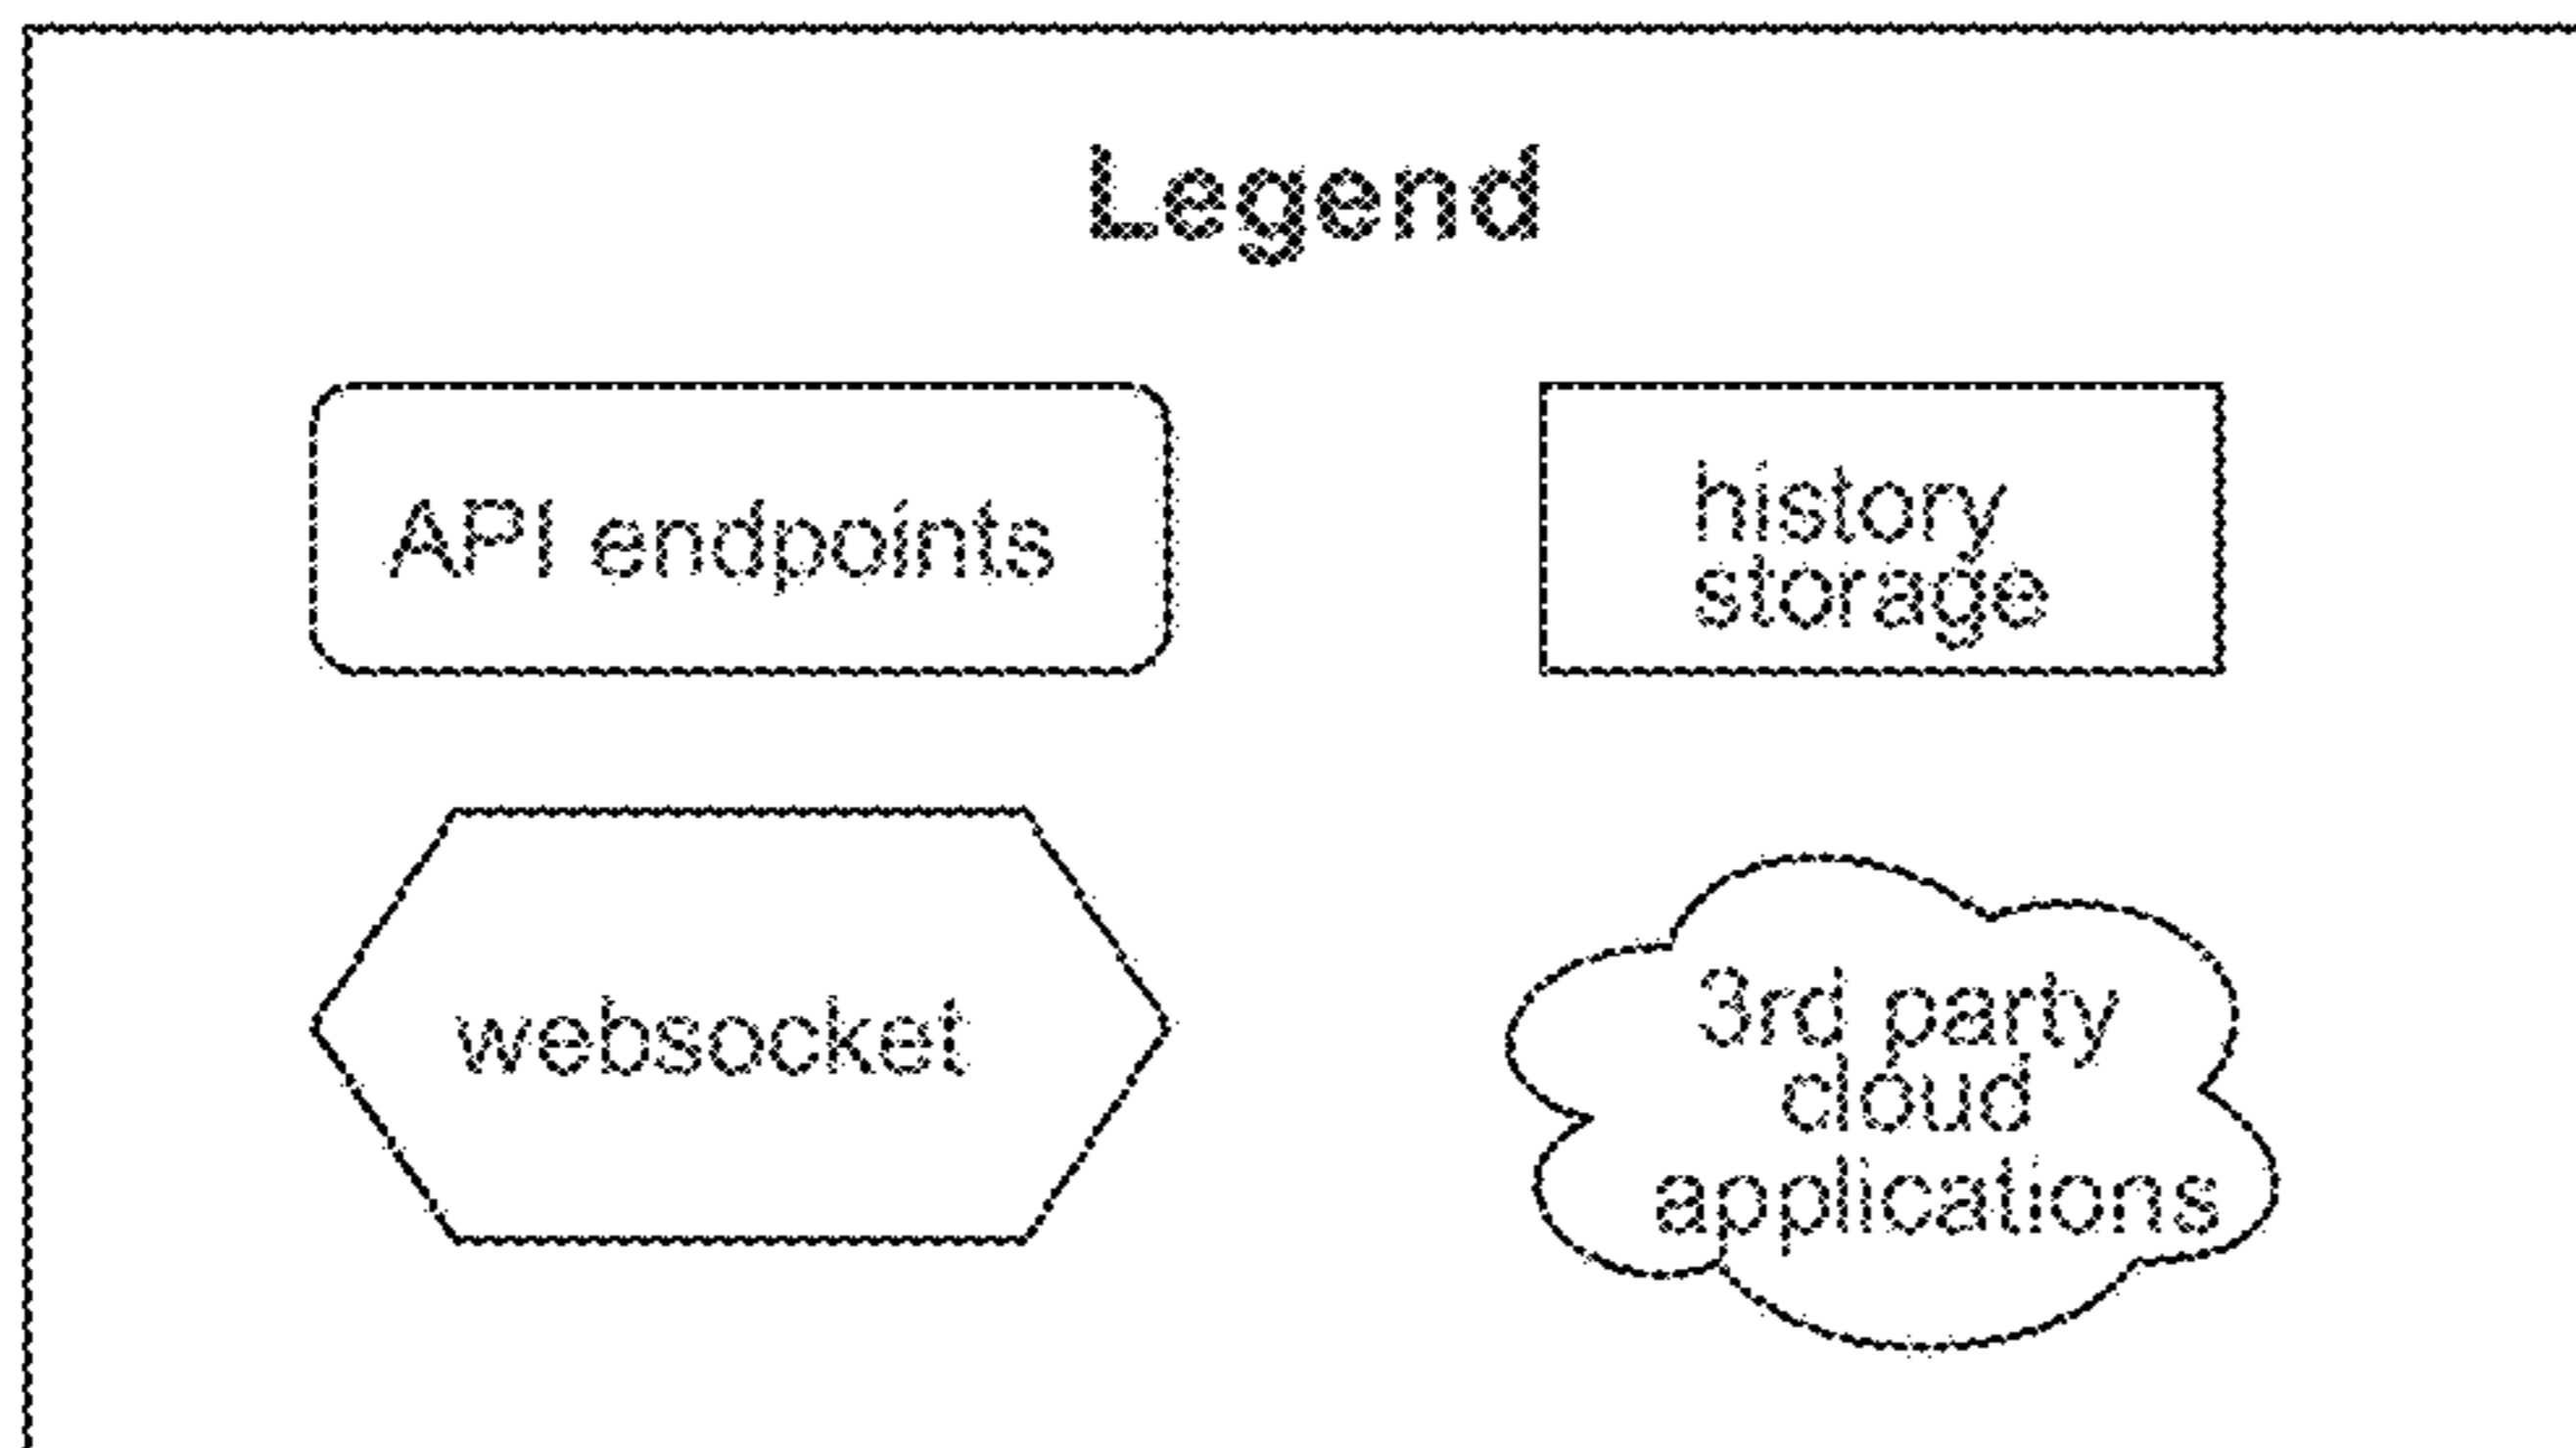 Legend
API endpoints
history
storage
websocket
3rd party
cloud
applications